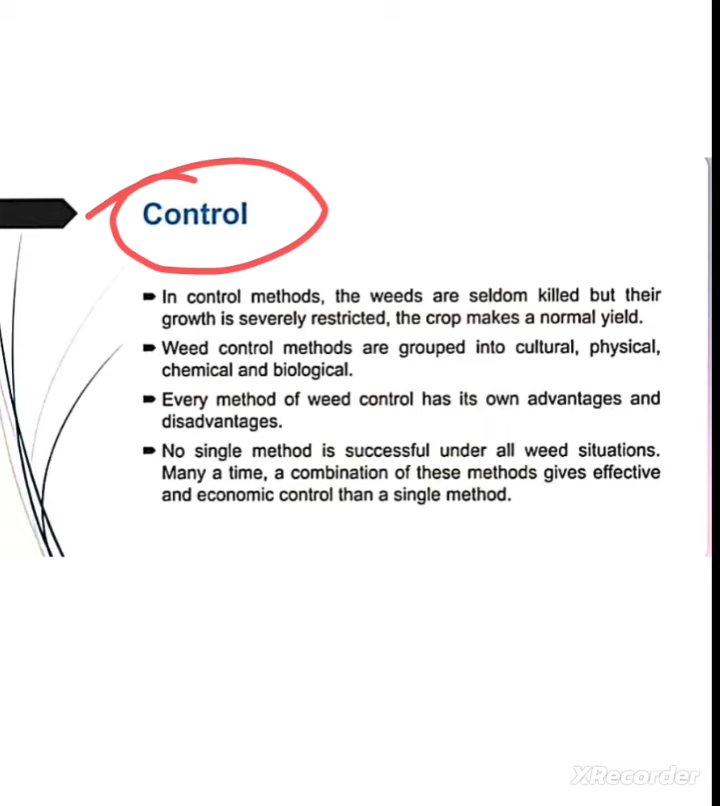 Control
In control methods, the weeds are seldom killed but their
growth is severely restricted, the crop makes a normal yield.
Weed control methods are grouped into cultural, physical,
chemical and biological.
Every method of weed control has its own advantages and
disadvantages.
No single method is successful under all weed situations.
Many a time, a combination of these methods gives effective
and economic control than a single method.
XRecorder